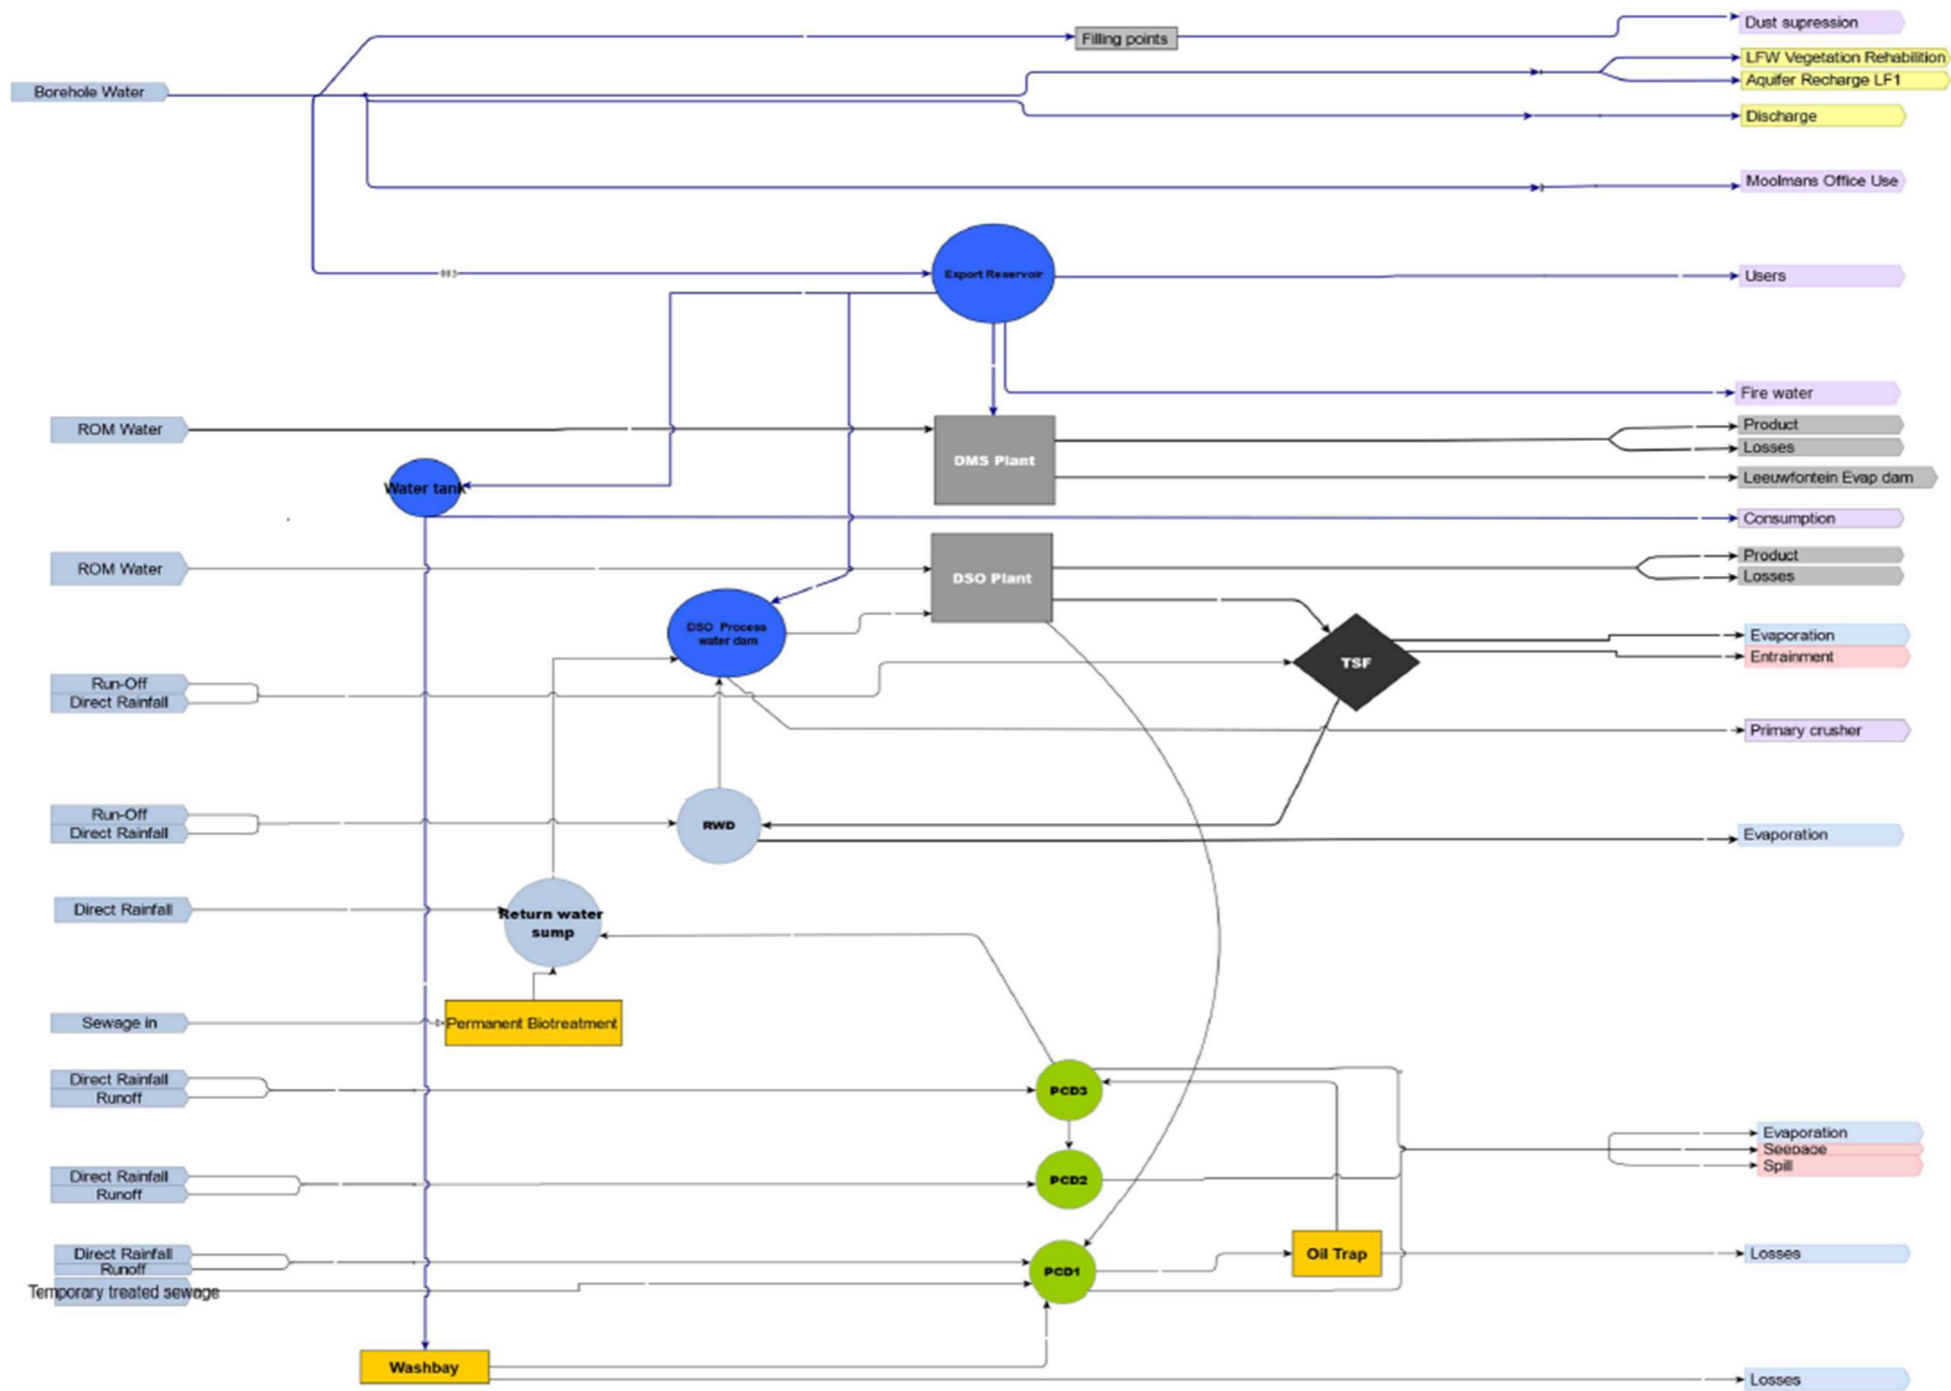 Dust supression
Filling points
LFW Vegetation Rehabilition
Aquifer Recharge LF1
Borehole Water
Discharge
Moolmans Office Use
003
Export Reservoir
Users
Fire water
ROM Water
DMS Plant
Product
Losses
Leeuwfontein Evap dam
Water tank
Consumption
ROM Water
DSO Plant
Product
Losses
DSO Process
water dam
TSF
Evaporation
Entrainment
Run-Off
Direct Rainfall
Primary crusher
Run-Off
Direct Rainfall
RWD
Evaporation
Direct Rainfall
Return water
sump
Sewage in
Permanent Biotreatment
Direct Rainfall
Runoff
PCD3
Evaporation
Seepage
Spill
Direct Rainfall
Runoff
PCD2
Direct Rainfall
Runoff
Temporary treated sewage
PCD1
Oil Trap
Losses
Washbay
Losses